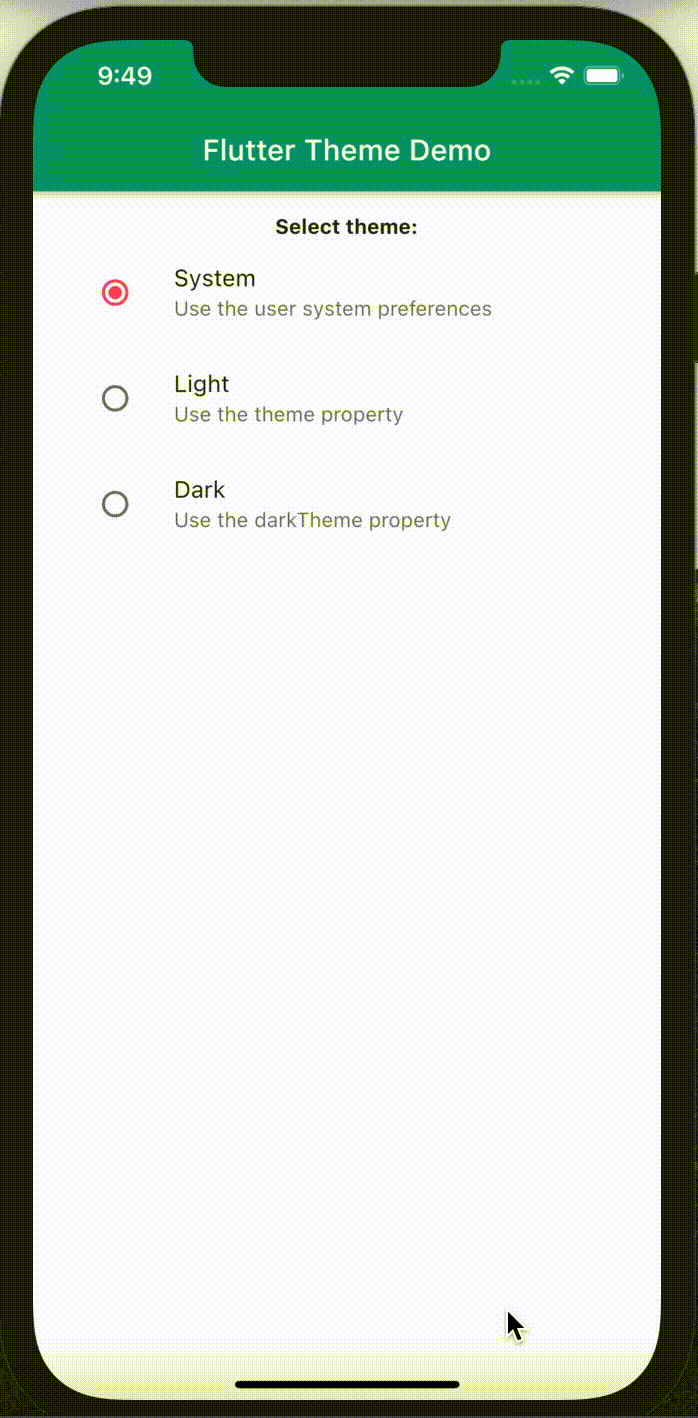 9:49
Flutter Theme Demo
Select theme:
System
Use the user system preferences
Light
Use the theme property
Dark
Use the darkTheme property